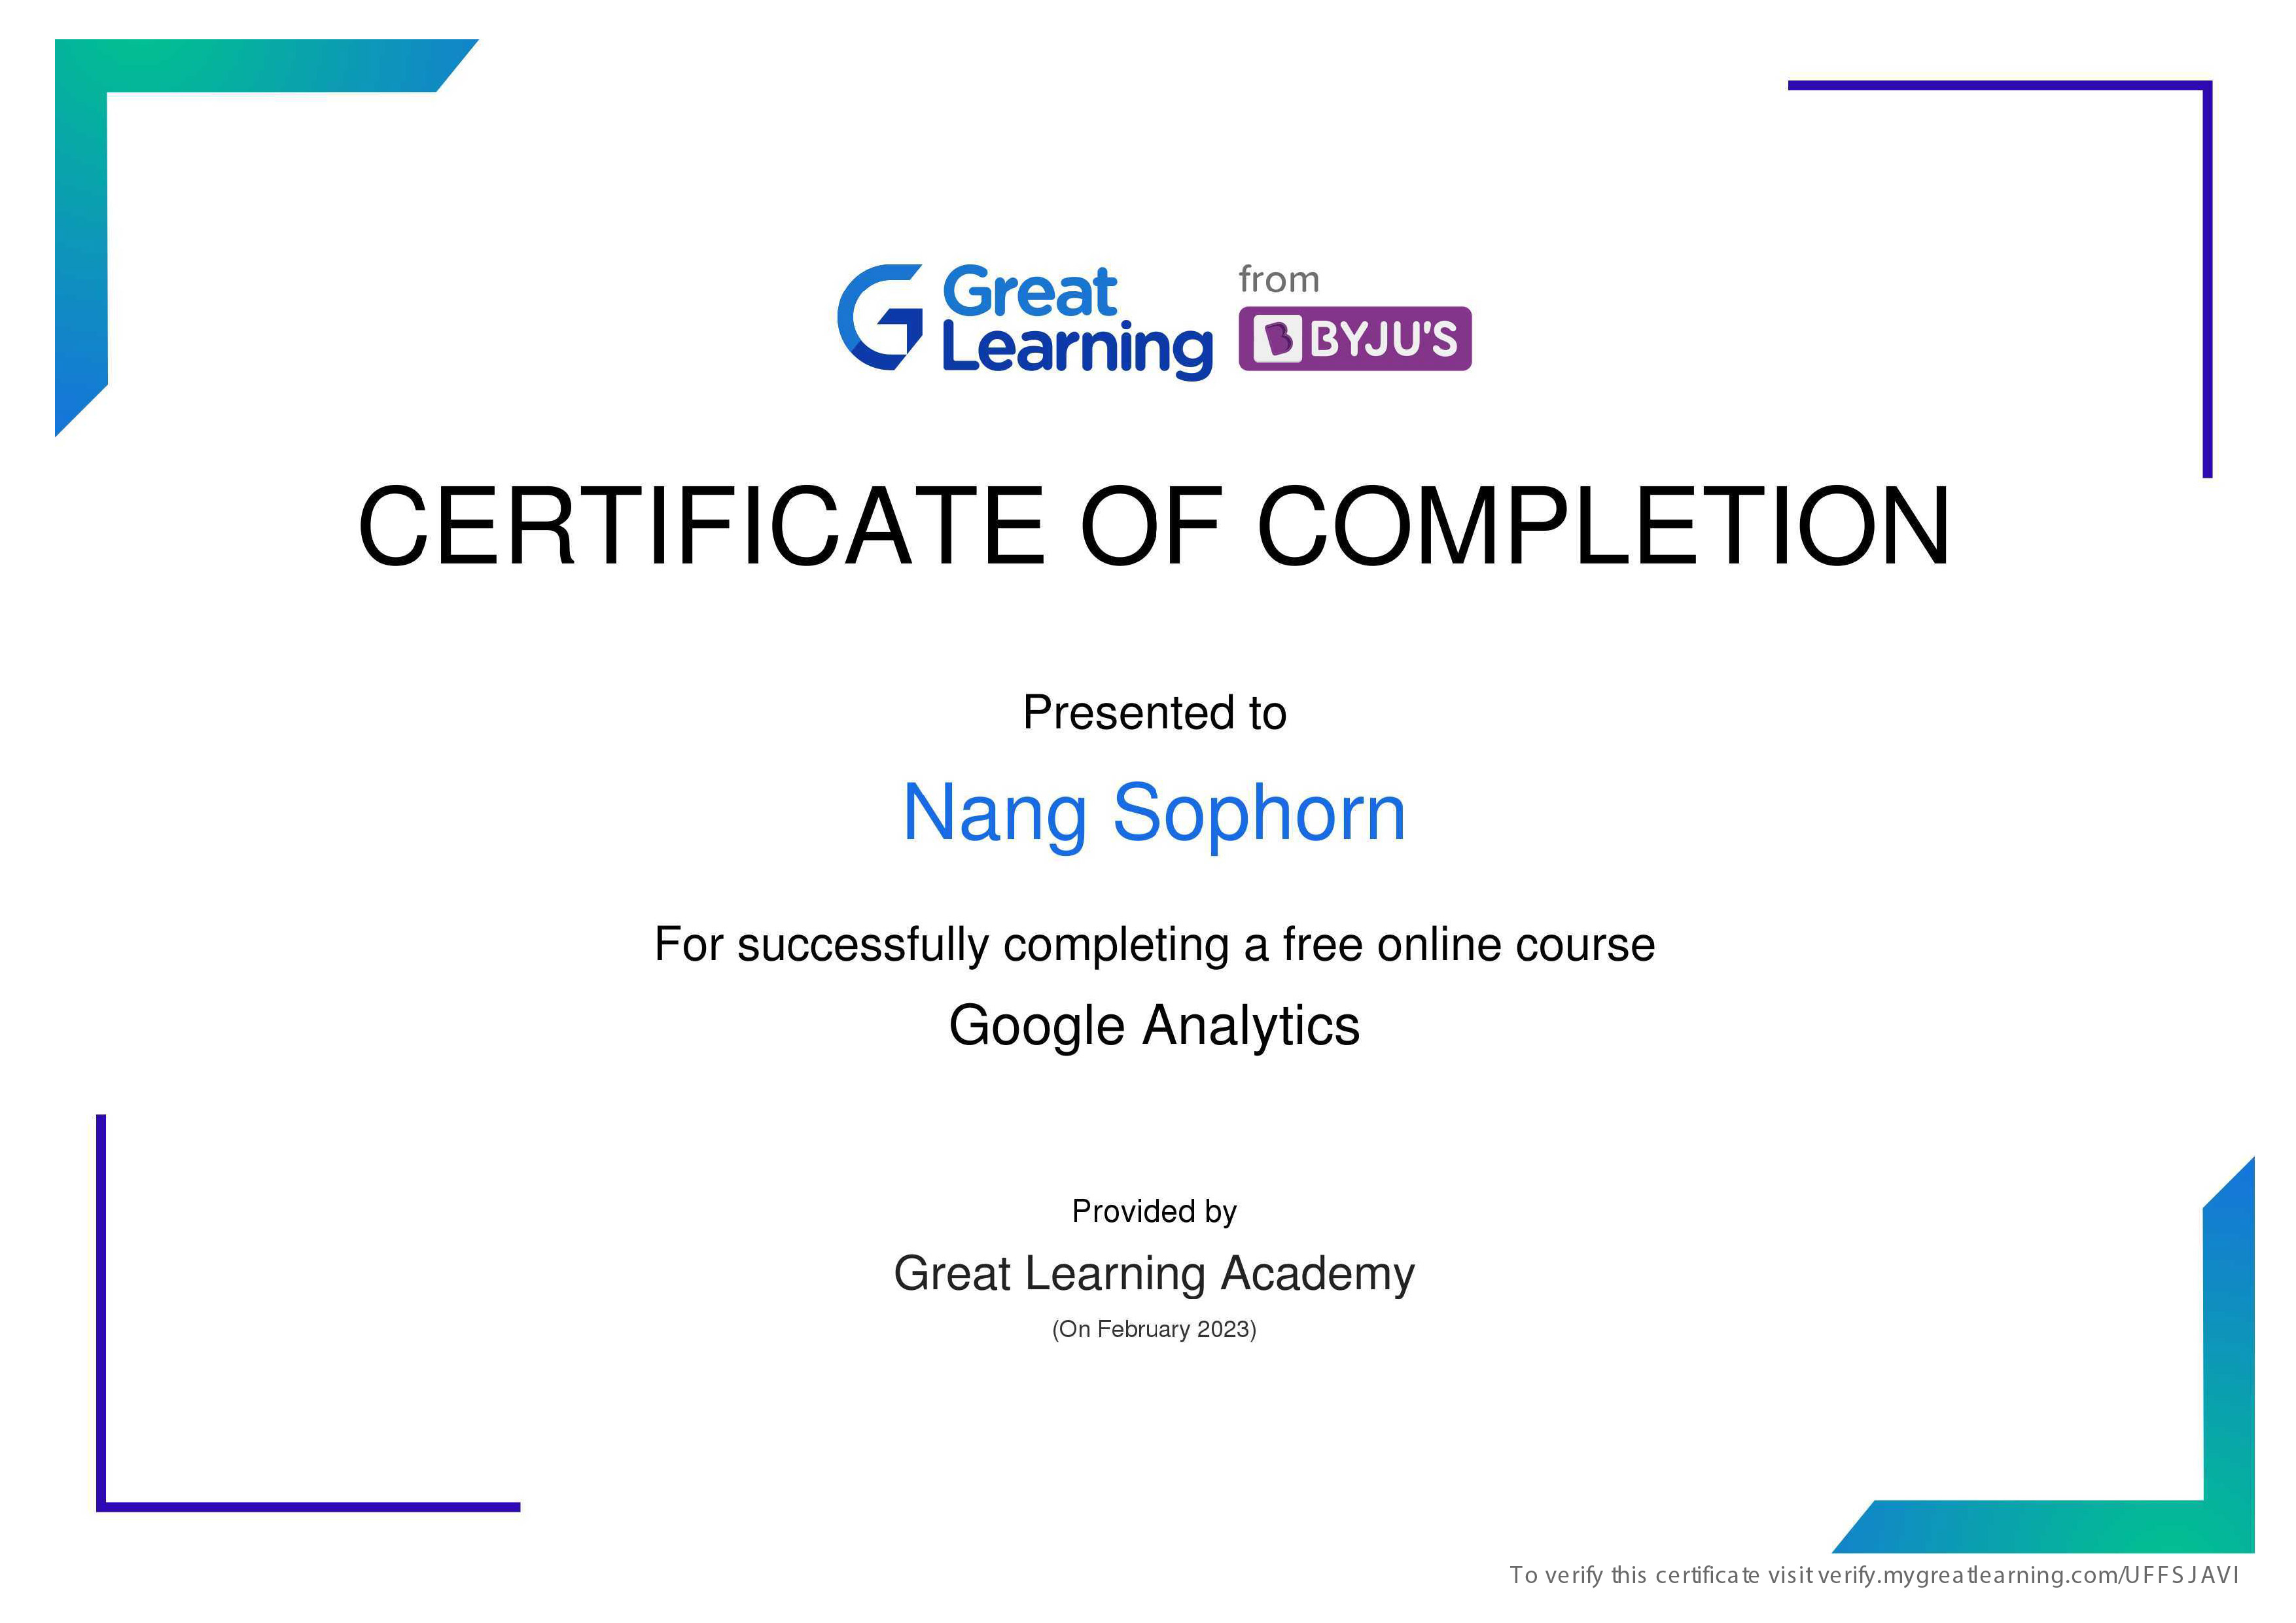 Great
Learning
from
BYJU'S
CERTIFICATE OF COMPLETION
Presented to
Nang Sophorn
For successfully completing a free online course
Google Analytics
Provided by
Great Learning Academy
(On February 2023)
To verify this certificate visit verify.mygreatlearning.com/UFFSJAVI